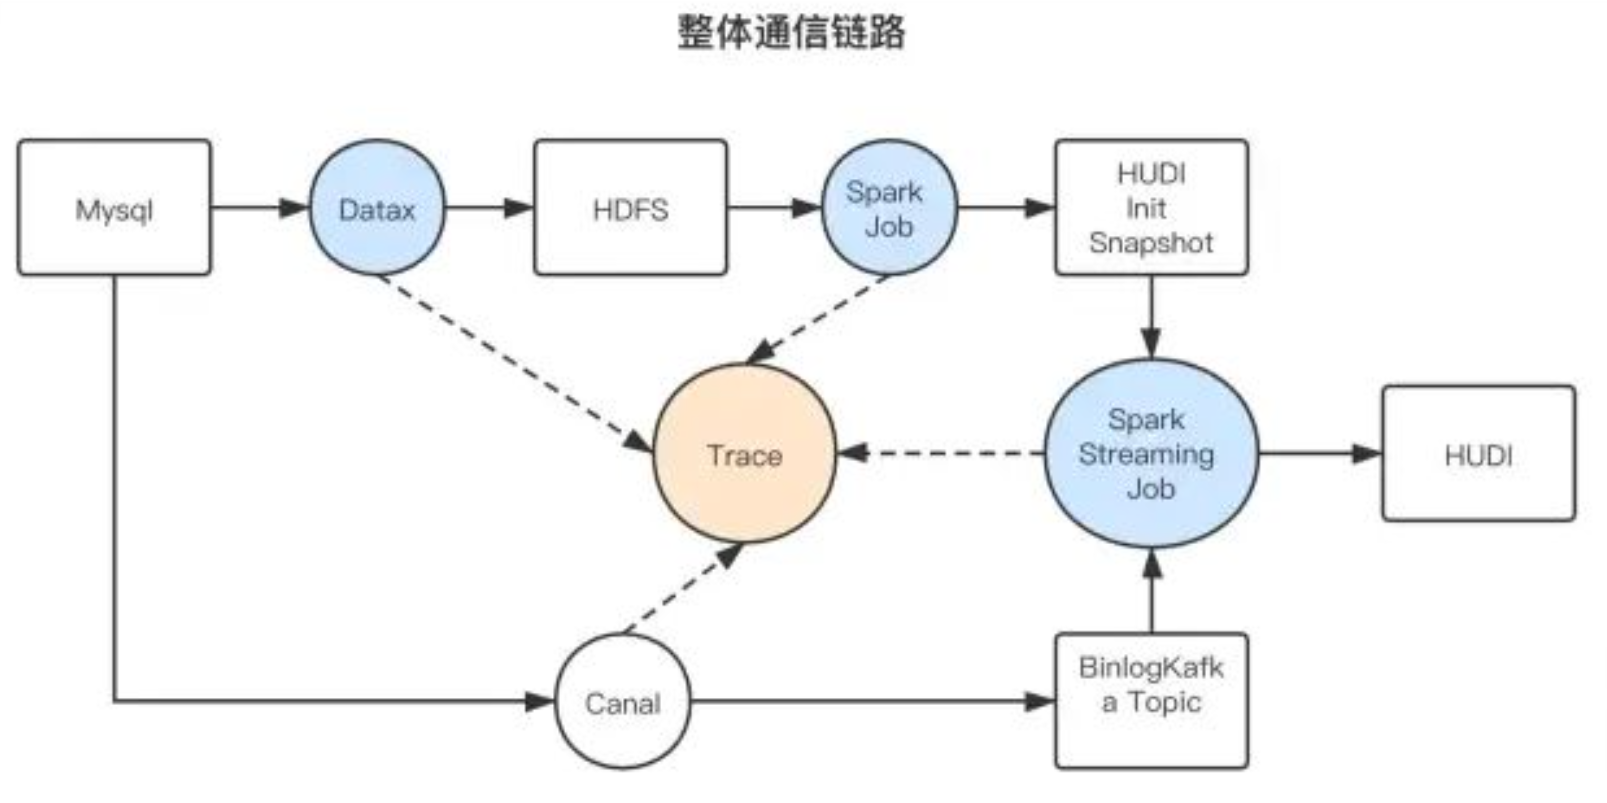 整体通信链路
Mysql
Datax
HDFS
Spark
Job
HUDI
Init
Snapshot
Trace
Spark
Streaming
Job
HUDI
Canal
BinlogKafk
a Topic